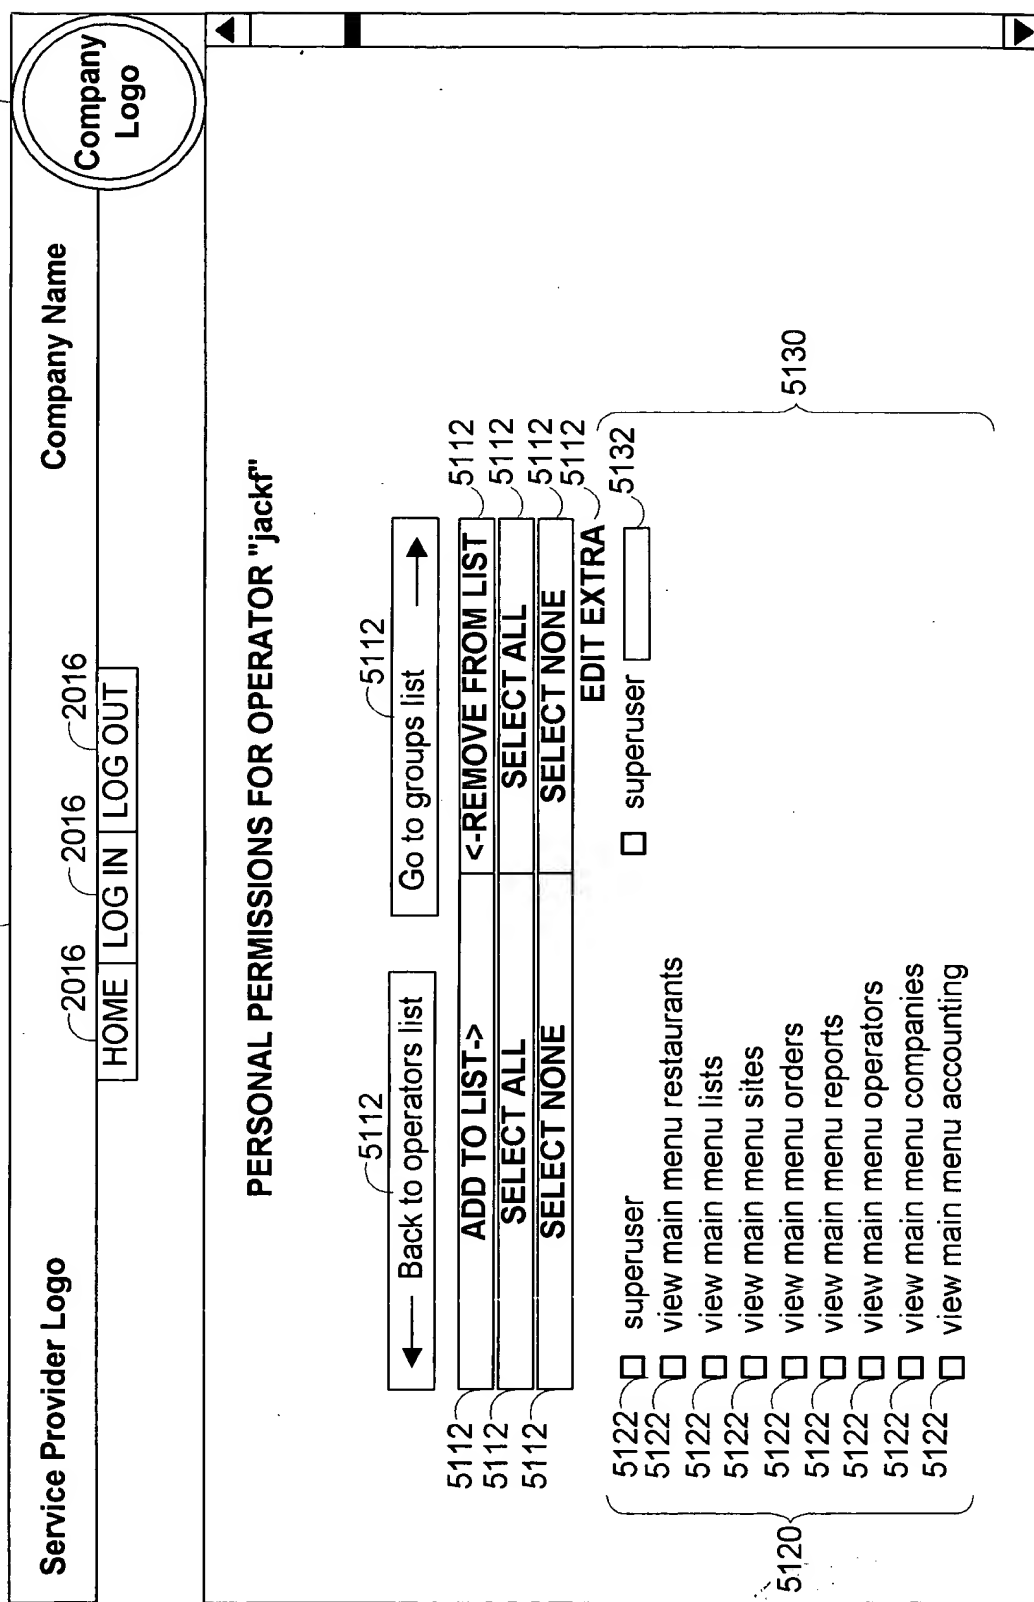 Service Provider Logo
Company Name
Company
Logo
2016
2016
2016
HOME
LOG IN
LOG OUT
PERSONAL PERMISSIONS FOR OPERATOR "jackf"
5112
5112
Back to operators list
Go to groups list
5112
ADD TO LIST->
<-REMOVE FROM LIST
5112
5112
SELECT ALL
SELECT ALL
5112
5112
SELECT NONE
SELECT NONE
5112
EDIT EXTRA
5112
5122
superuser
superuser
5132
5122
view main menu restaurants
5122
view main menu lists
5122
view main menu sites
5122
view main menu orders
5122
view main menu reports
5122
view main menu operators
5122
view main menu companies
5122
view main menu accounting
5120
5130